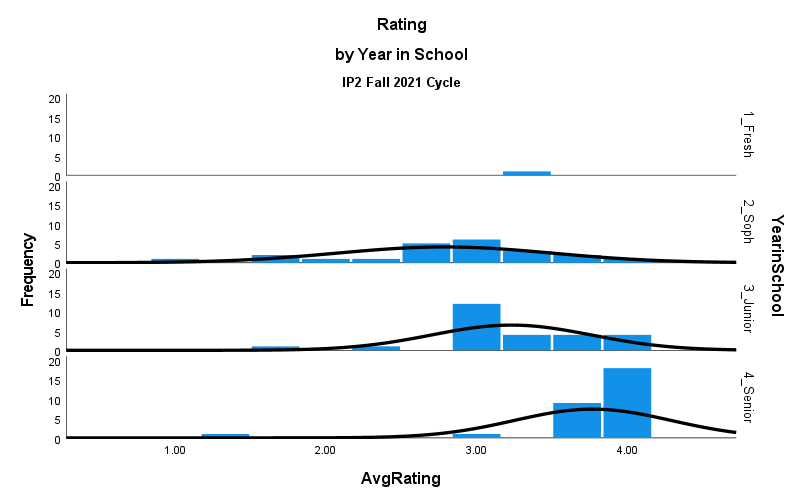 Rating
by Year in School
IP2 Fall 2021 Cycle
20
15
10
5
0
1_Fresh
20
15
10
5
0
2_Soph
20
15
10
5
0
3_Junior
20
15
10
5
0
4_Senior
Frequency
YearinSchool
1.00 2.00 3.00 4.00
AvgRating